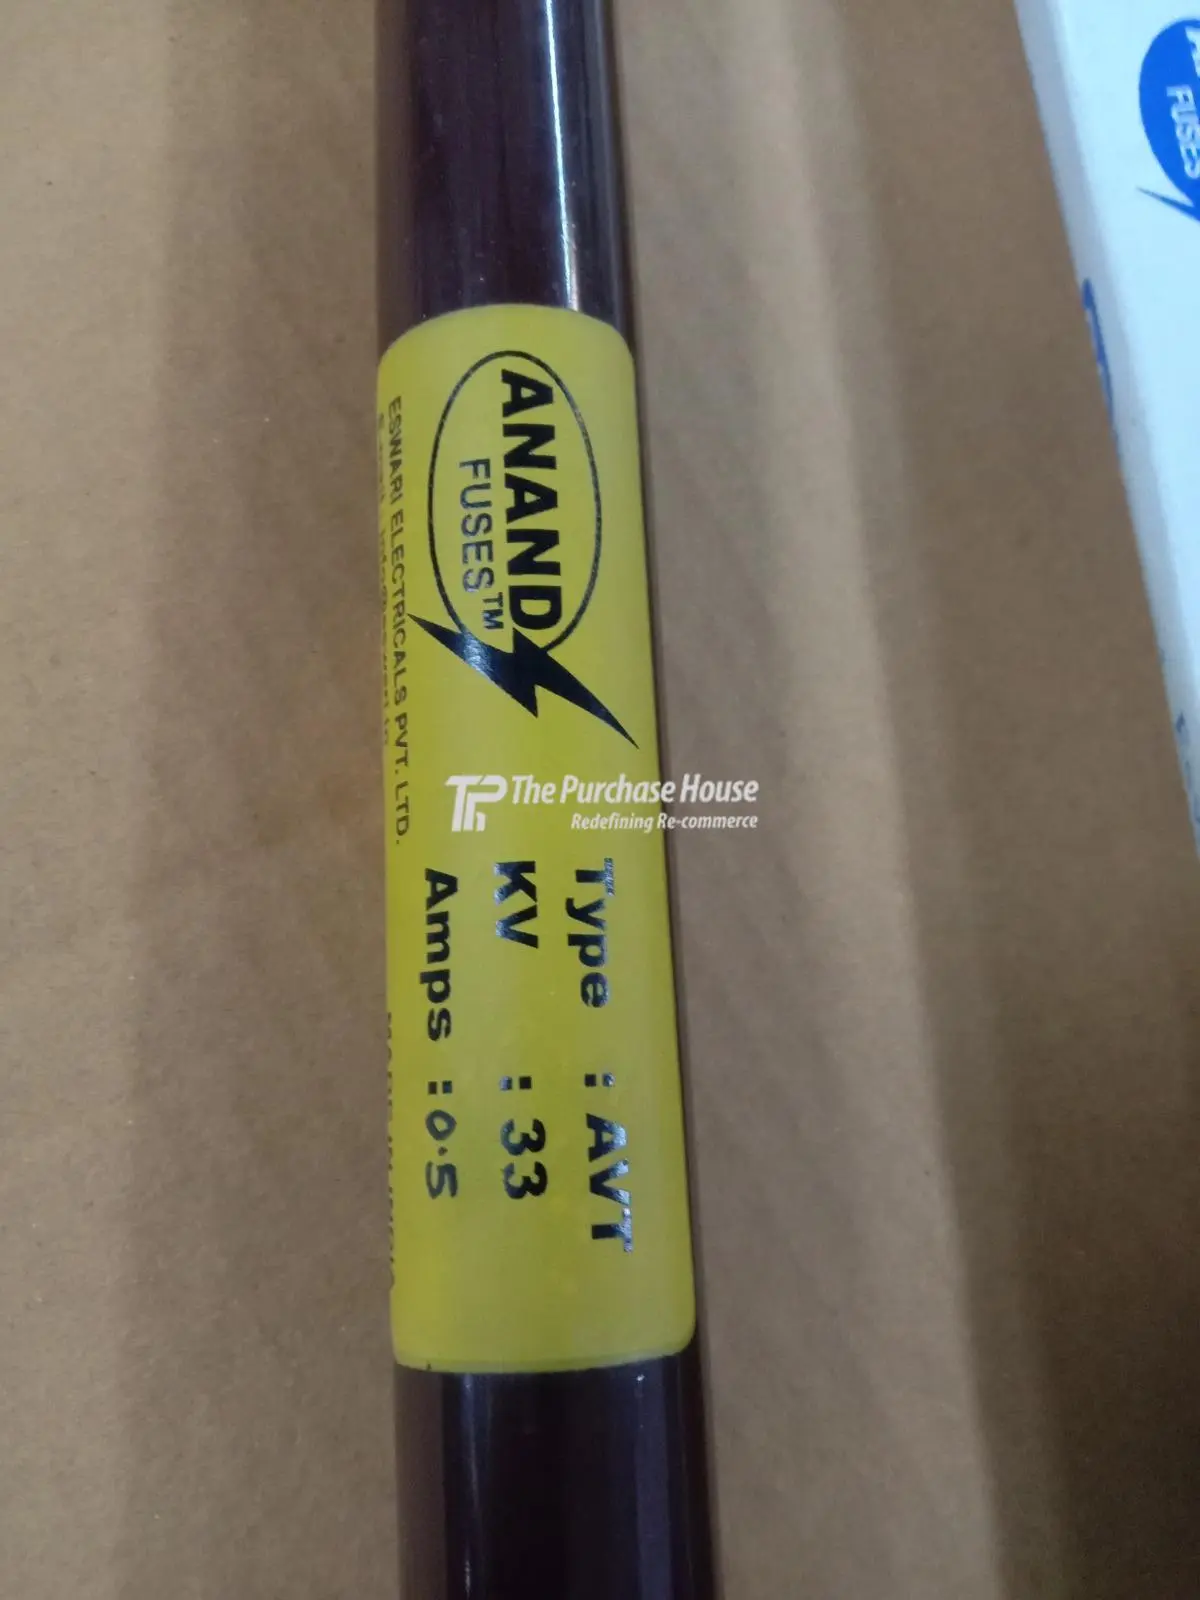 ANAND
FUSES™
Type : AVT
KV : 33
Amps : 0.5
ESWARI ELECTRICALS PVT. LTD.
TPH The Purchase House
Redefining Re-commerce
FUSES